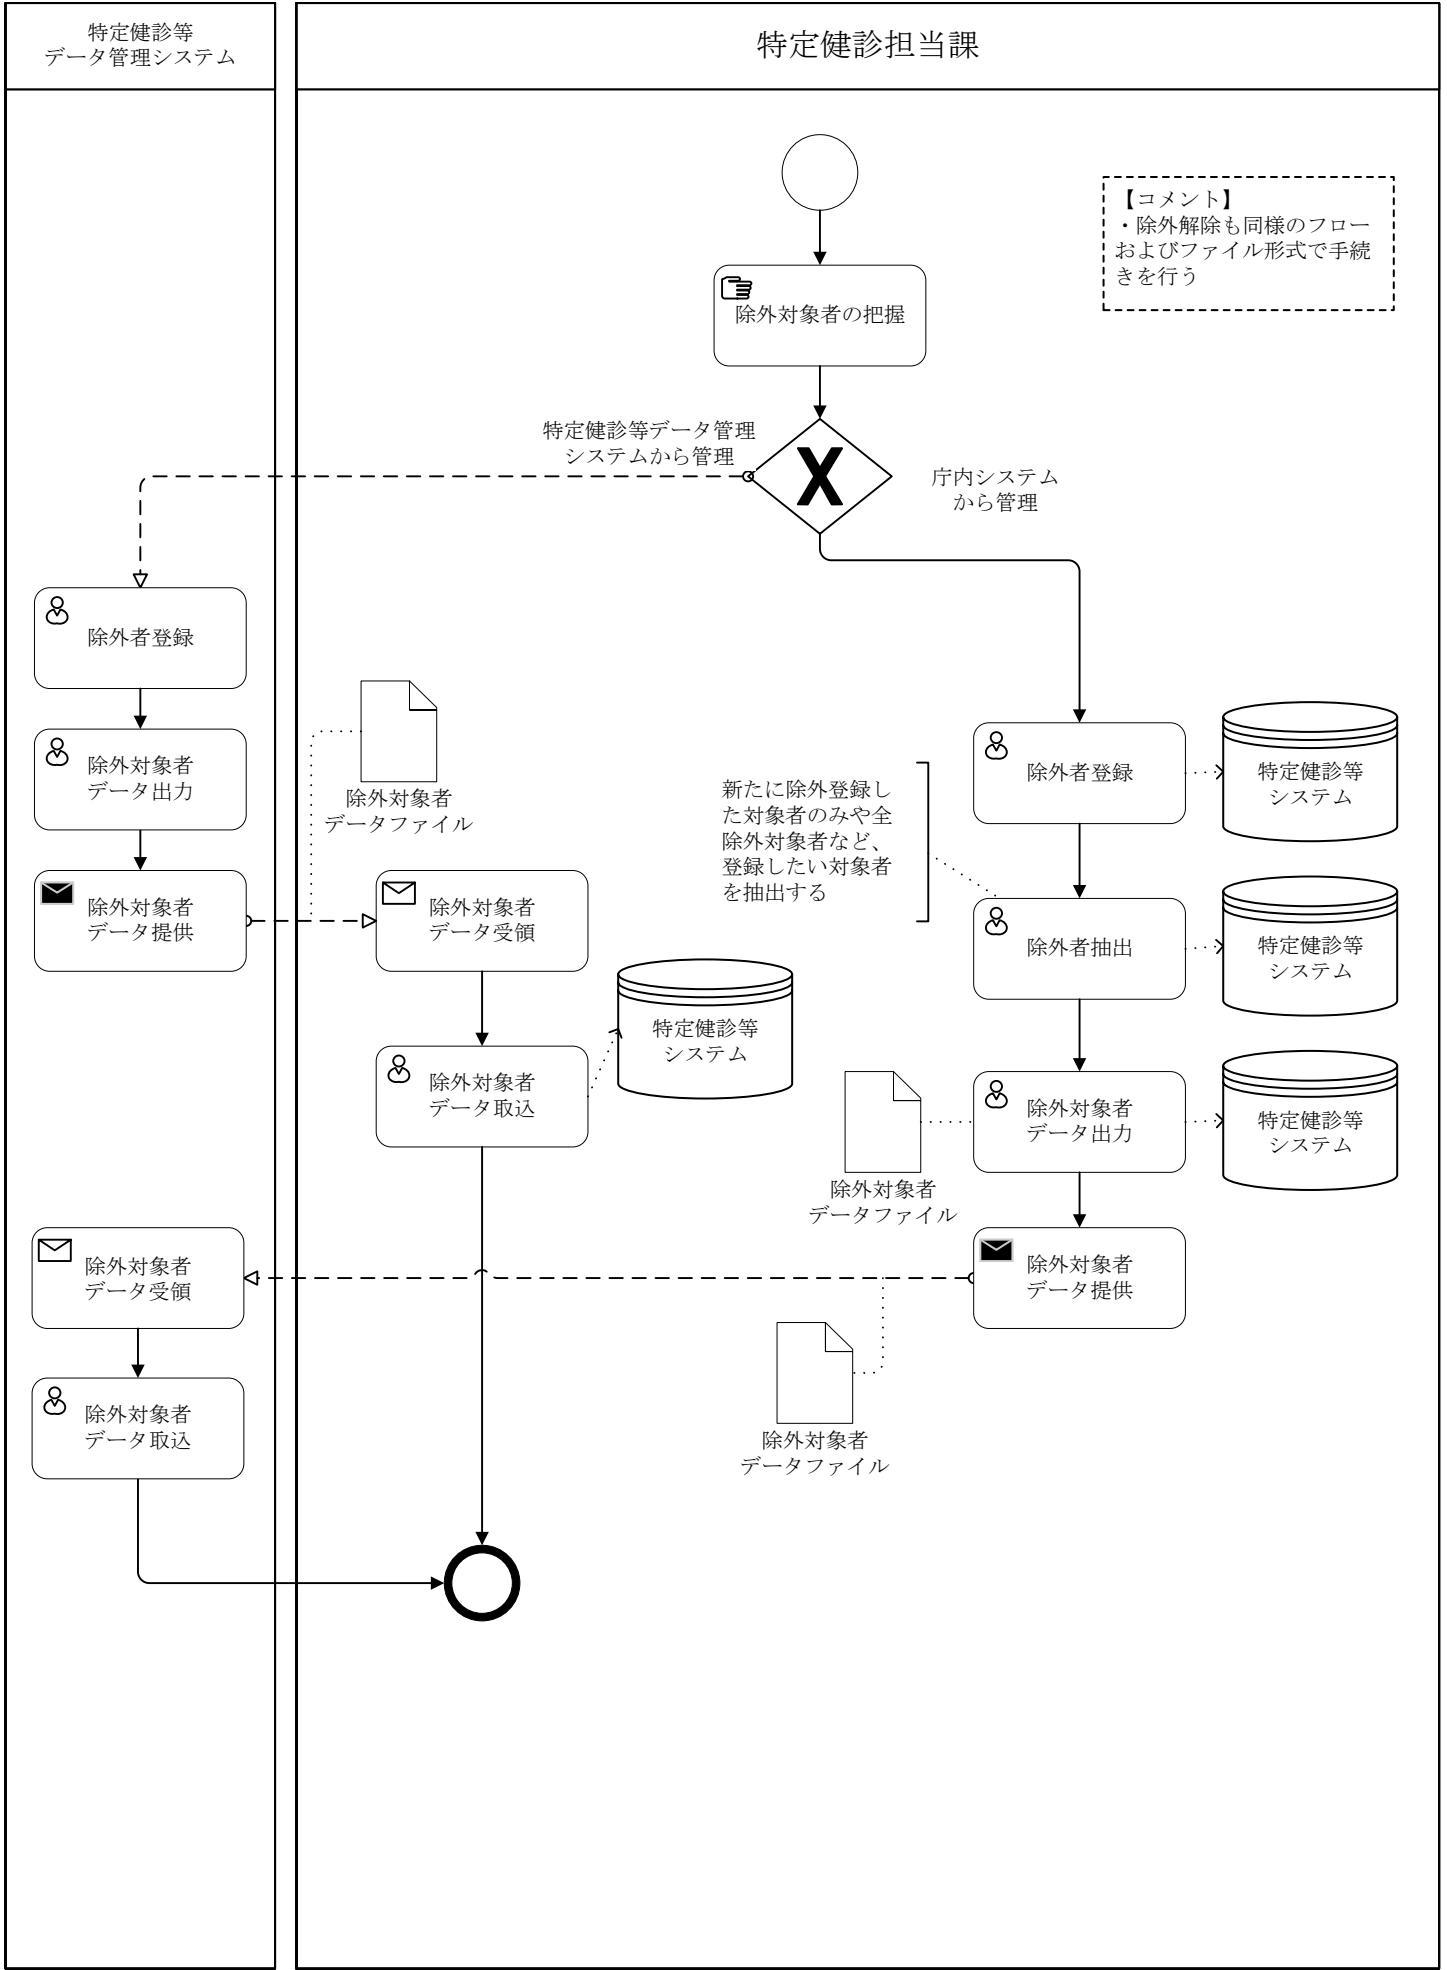 特定健診等
データ管理システム
特定健診担当課
【コメント】
・除外解除も同様のフロー
およびファイル形式で手続
きを行う
除外対象者の把握
特定健診等データ管理
システムから管理
庁内システム
から管理
除外者登録
除外対象者
データ出力
除外対象者
データ提供
除外対象者
データファイル
除外対象者
データ受領
除外対象者
データ取込
特定健診等
システム
新たに除外登録し
た対象者のみや全
除外対象者など、
登録したい対象者
を抽出する
除外者登録
特定健診等
システム
除外者抽出
特定健診等
システム
除外対象者
データ出力
特定健診等
システム
除外対象者
データファイル
除外対象者
データ提供
除外対象者
データファイル
除外対象者
データ受領
除外対象者
データ取込